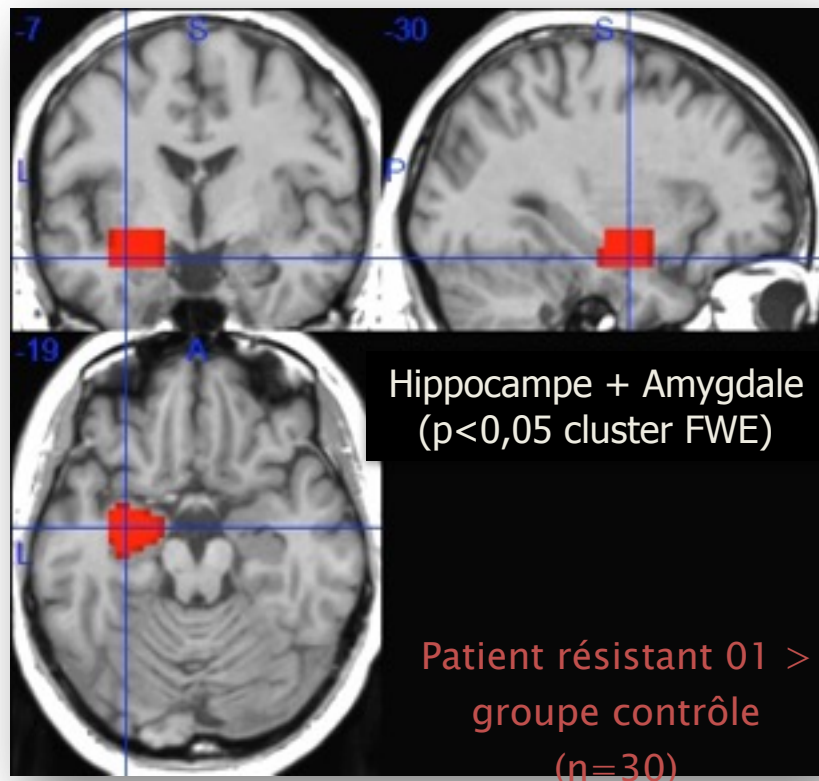 -7
S
-30
S
L
P
-19
A
Hippocampe + Amygdale
(p<0,05 cluster FWE)
L
Patient résistant 01 >
groupe contrôle
(n=30)